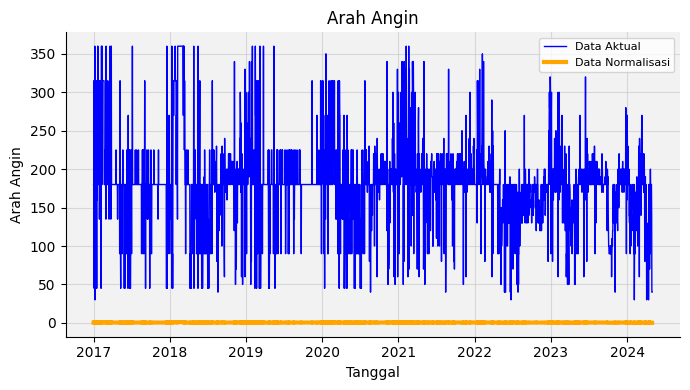 Arah Angin
Data Aktual
Data Normalisasi
Arah Angin
350
300
250
200
150
100
50
0
2017 2018 2019 2020 2021 2022 2023 2024
Tanggal